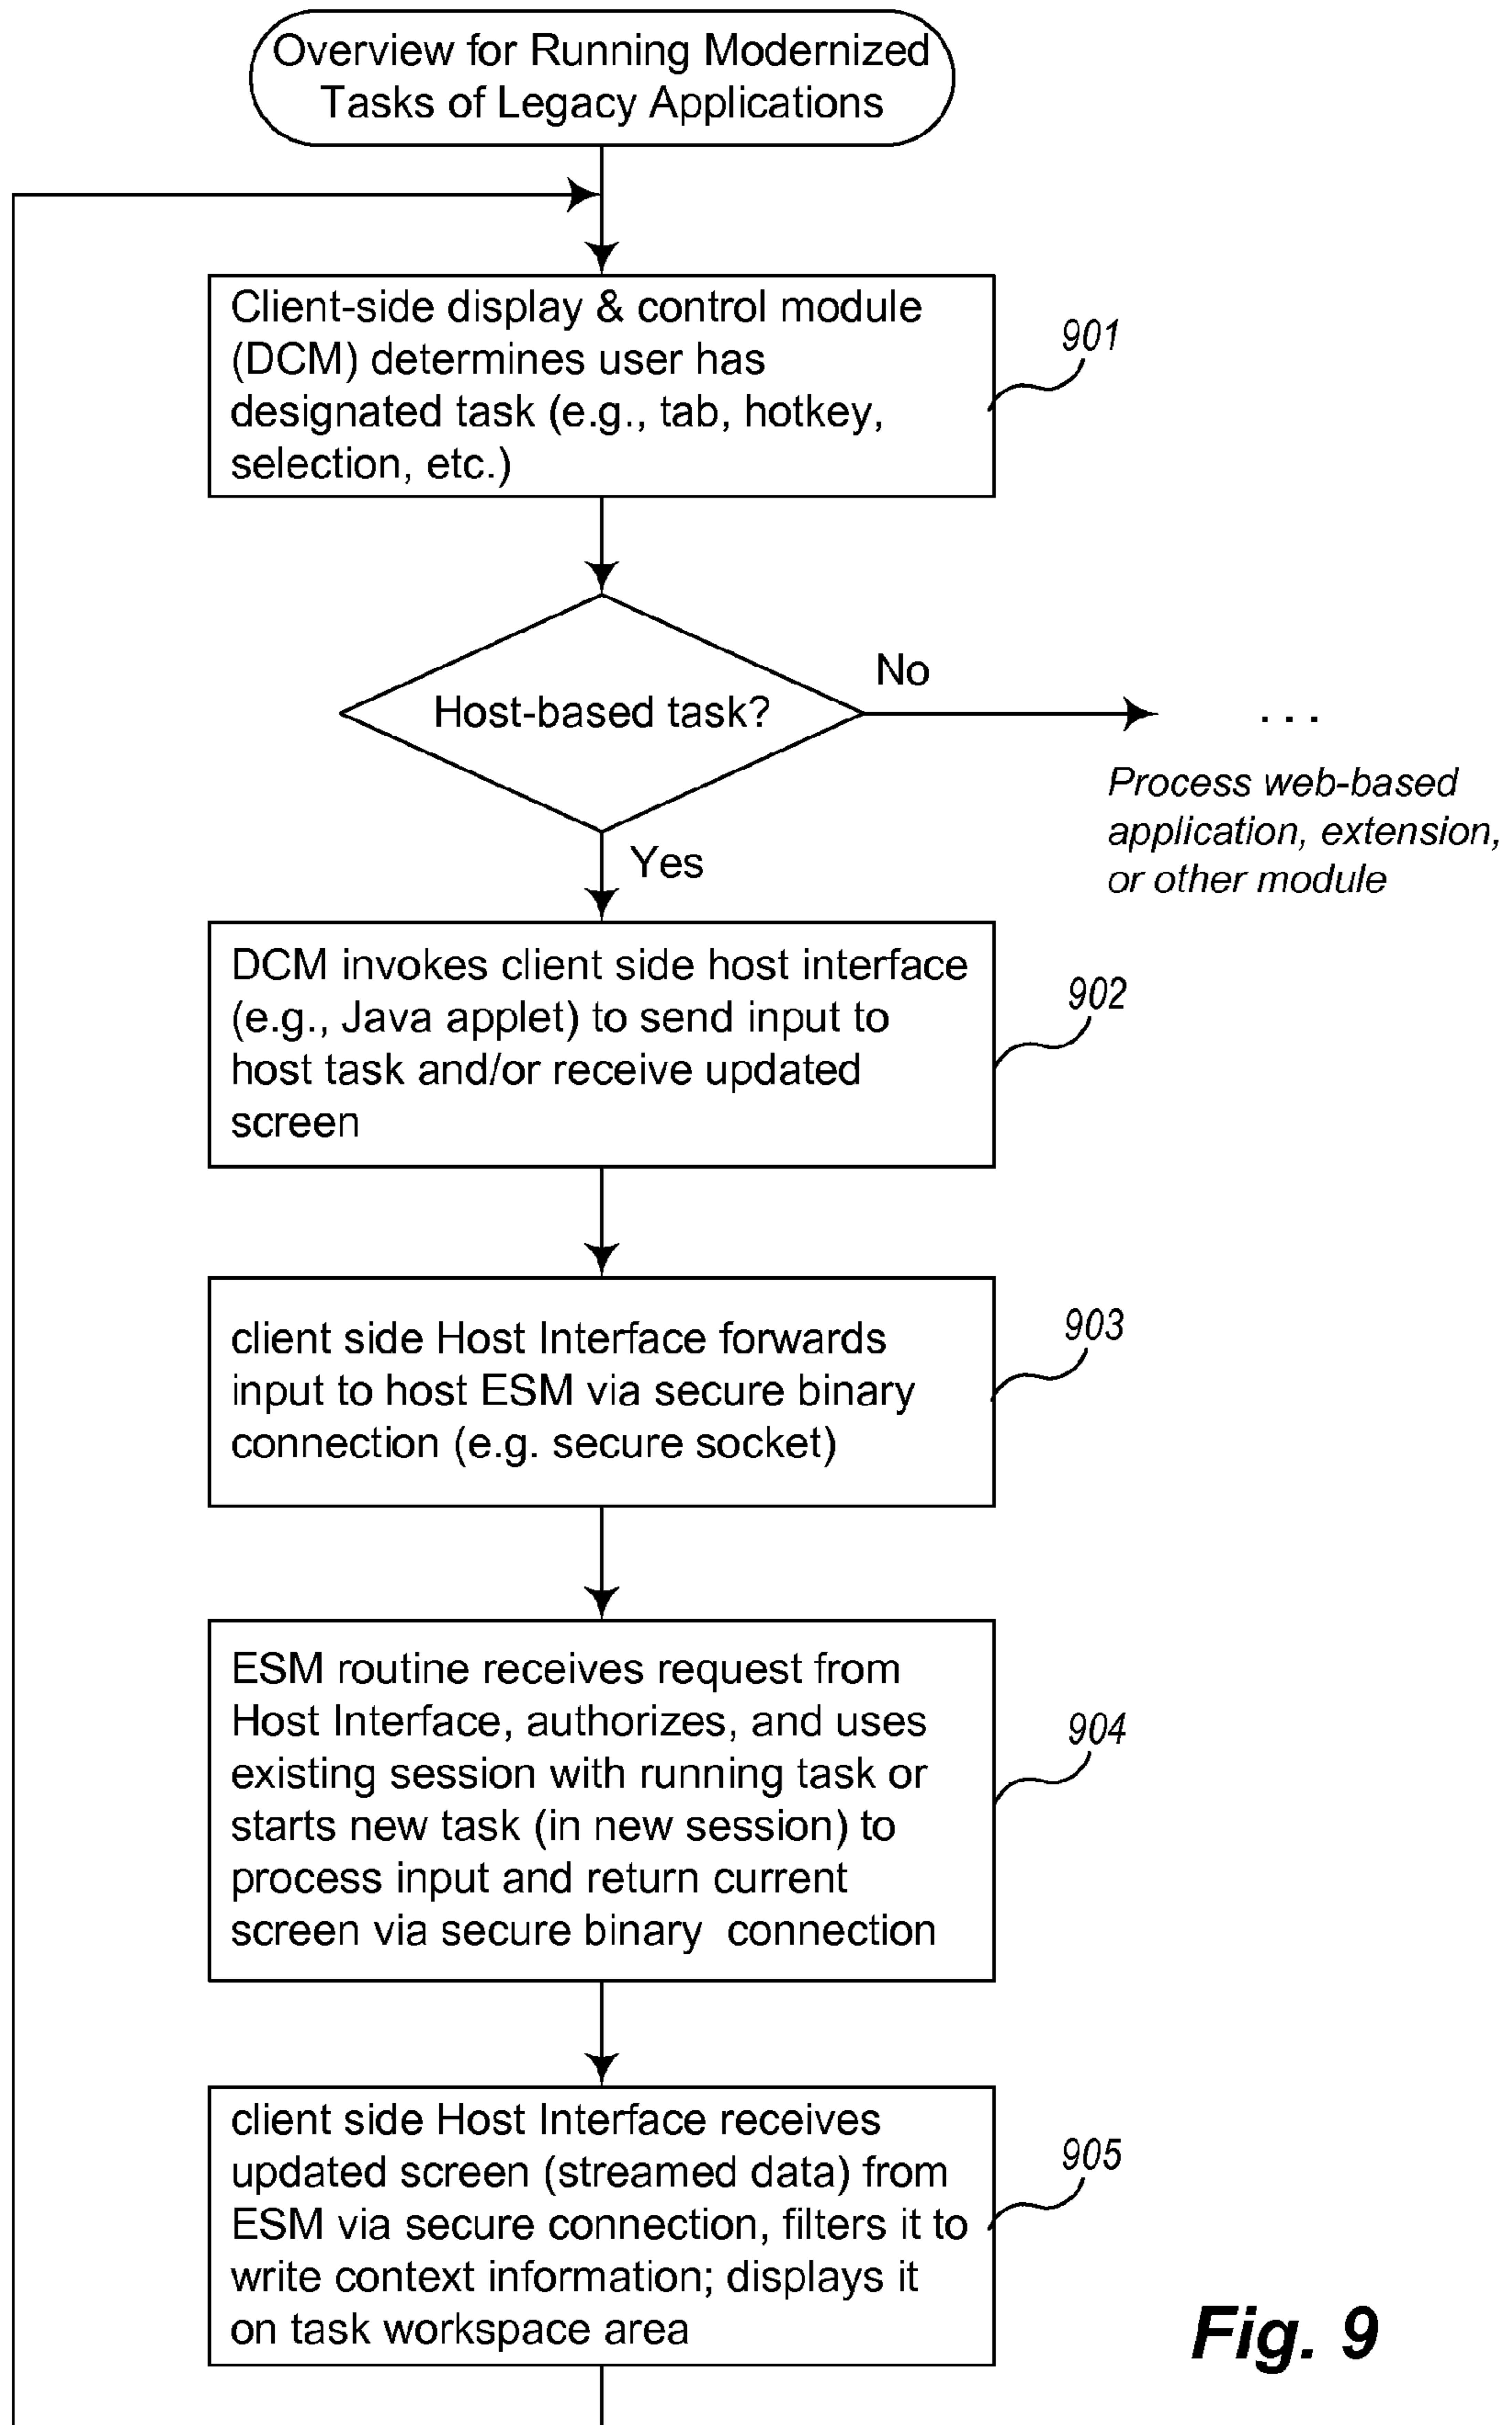 Overview for Running Modernized
Tasks of Legacy Applications
Client-side display & control module
(DCM) determines user has
designated task (e.g., tab, hotkey,
selection, etc.)
901
Host-based task?
No
. . .
Process web-based
application, extension,
or other module
Yes
DCM invokes client side host interface
(e.g., Java applet) to send input to
host task and/or receive updated
screen
902
client side Host Interface forwards
input to host ESM via secure binary
connection (e.g. secure socket)
903
ESM routine receives request from
Host Interface, authorizes, and uses
existing session with running task or
starts new task (in new session) to
process input and return current
screen via secure binary connection
904
client side Host Interface receives
updated screen (streamed data) from
ESM via secure connection, filters it to
write context information; displays it
on task workspace area
905
Fig. 9